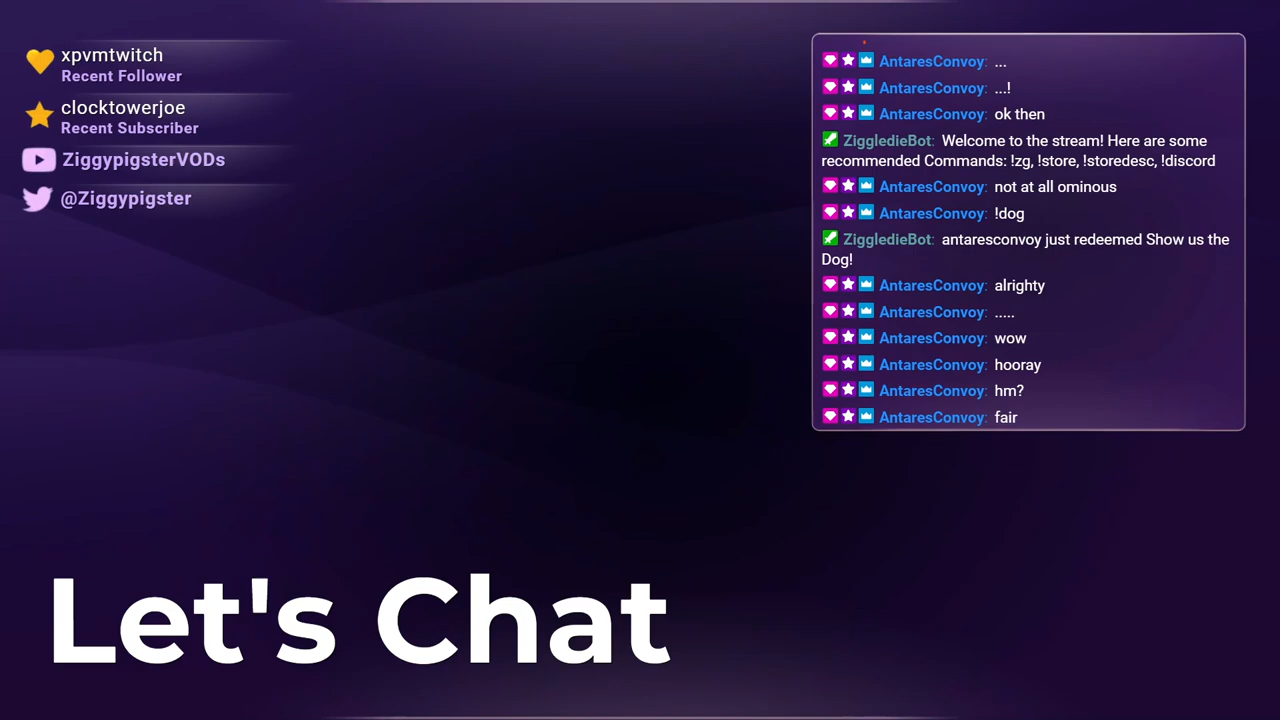 xpvmtwitch
Recent Follower
clocktowerjoe
Recent Subscriber
ZiggypigsterVODs
@Ziggypigster
AntaresConvoy: ...
AntaresConvoy: ...!
AntaresConvoy: ok then
ZiggledieBot: Welcome to the stream! Here are some
recommended Commands: !zg, !store, !storedesc, !discord
AntaresConvoy: not at all ominous
AntaresConvoy: !dog
ZiggledieBot: antaresconvoy just redeemed Show us the
Dog!
AntaresConvoy: alrighty
AntaresConvoy: .....
AntaresConvoy: wow
AntaresConvoy: hooray
AntaresConvoy: hm?
AntaresConvoy: fair
Let's Chat